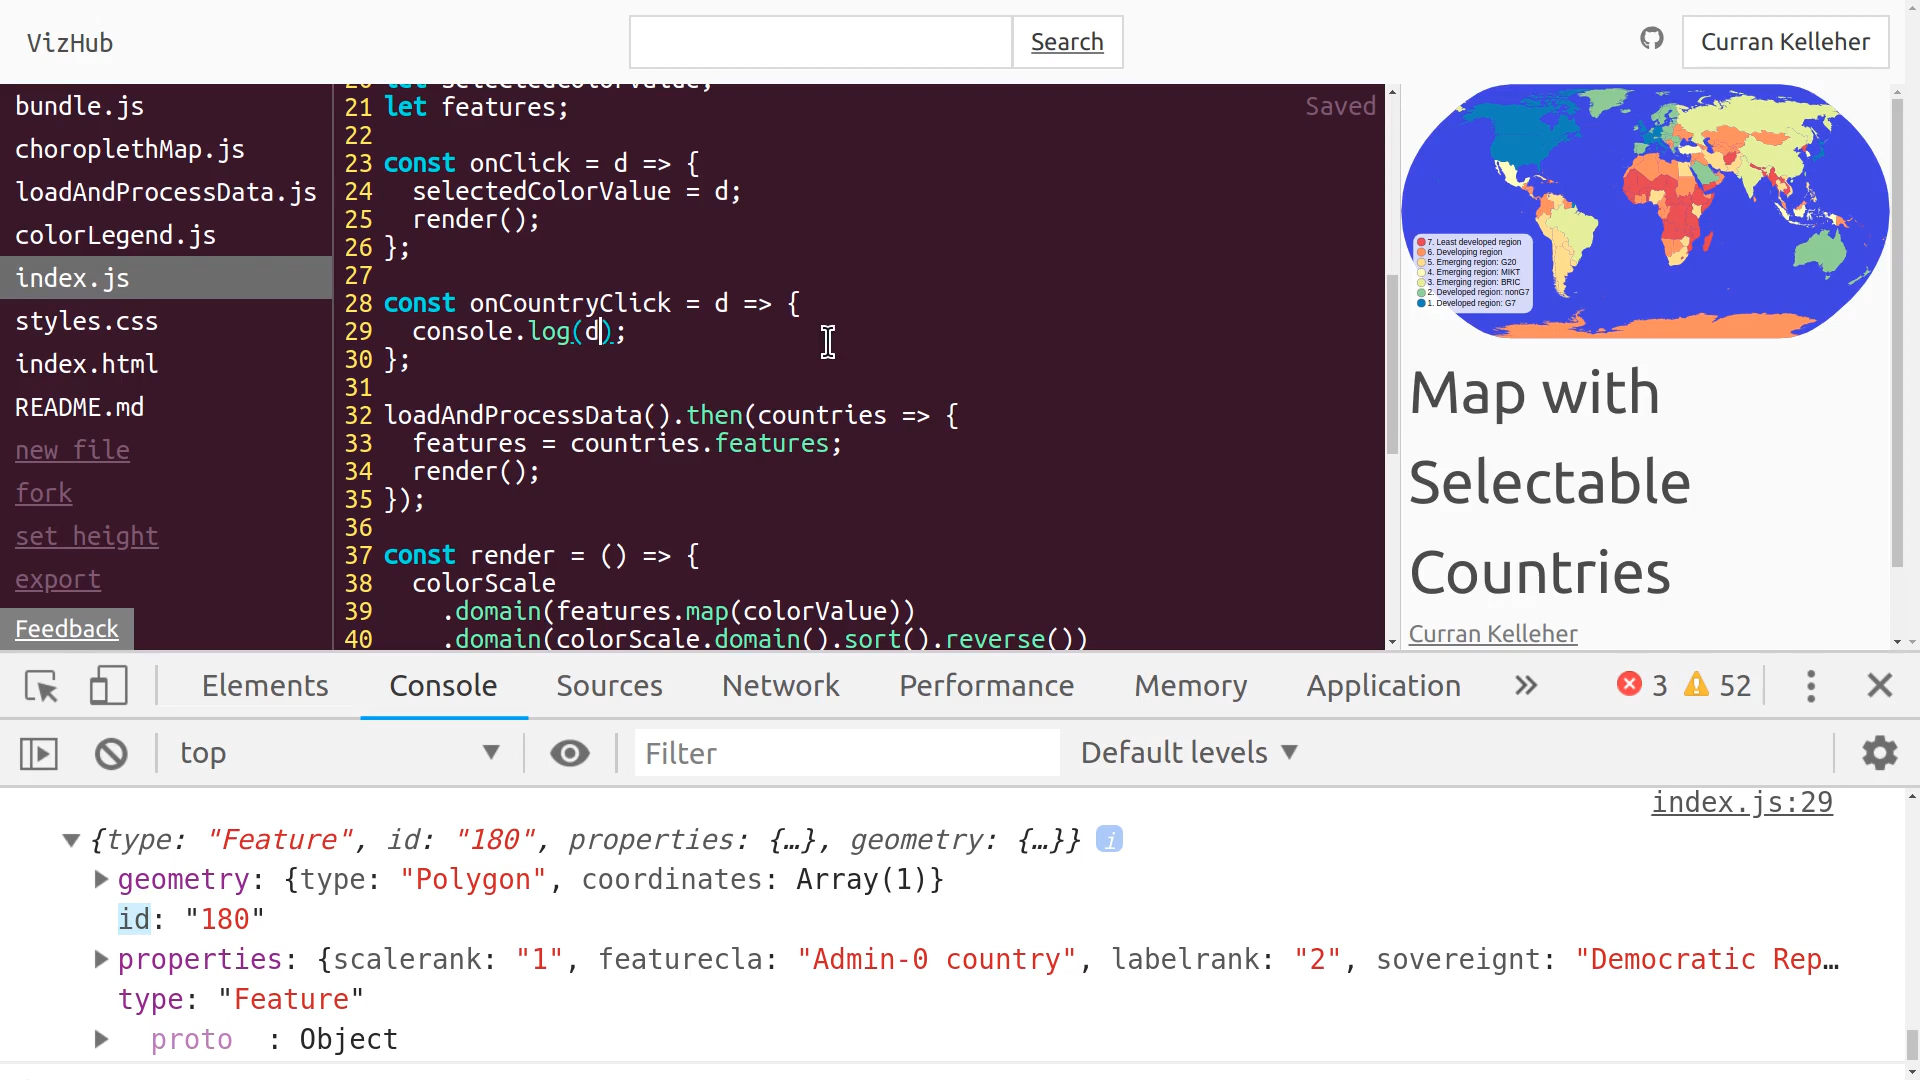 VizHub
Search
Curran Kelleher
bundle.js
choroplethMap.js
loadAndProcessData.js
colorLegend.js
index.js
styles.css
index.html
README.md
new file
fork
set height
export
Feedback
20 let selectedColorValue;
21 let features;
Saved
22
23 const onClick = d => {
24 selectedColorValue = d;
25 render();
26 };
27
28 const onCountryClick = d => {
29 console.log(d);
30 };
31
32 loadAndProcessData().then(countries => {
33 features = countries.features;
34 render();
35 });
36
37 const render = () => {
38 colorScale
39 .domain(features.map(colorValue))
40 .domain(colorScale.domain().sort().reverse())
7. Least developed region
6. Developing region
5. Emerging region: G20
4. Emerging region: MIKT
3. Emerging region: BRIC
2. Developed region: nonG7
1. Developed region: G7
Map with
Selectable
Countries
Curran Kelleher
Elements Console Sources Network Performance Memory Application » 3 52
top Filter Default levels
index.js:29
{type: "Feature", id: "180", properties: {…}, geometry: {…}} i
geometry: {type: "Polygon", coordinates: Array(1)}
id: "180"
properties: {scalerank: "1", featurecla: "Admin-0 country", labelrank: "2", sovereignt: "Democratic Rep…
type: "Feature"
proto : Object